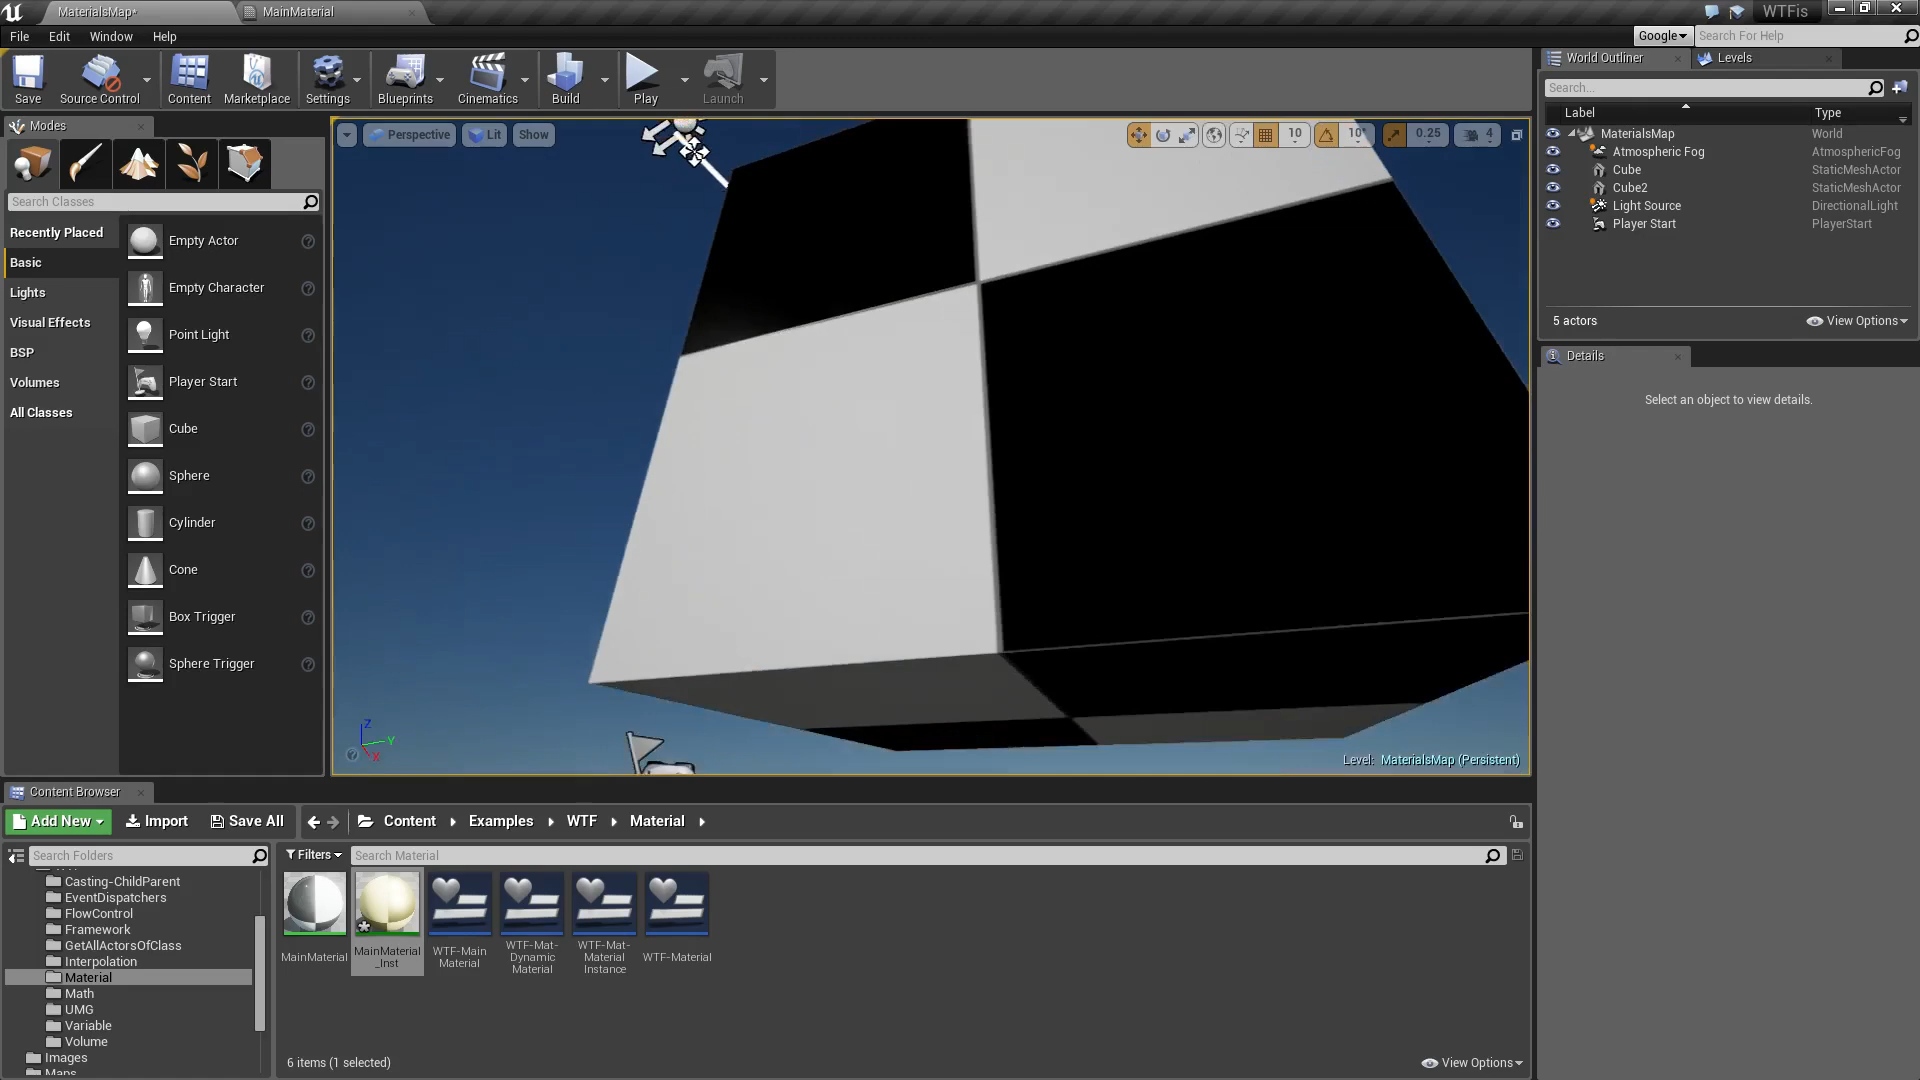 MaterialsMap*
MainMaterial
WTFis
File
Edit
Window
Help
Google
Search For Help
Save
Source Control
Content
Marketplace
Settings
Blueprints
Cinematics
Build
Play
Launch
Modes
Search Classes
Recently Placed
Basic
Lights
Visual Effects
BSP
Volumes
All Classes
Empty Actor
Empty Character
Point Light
Player Start
Cube
Sphere
Cylinder
Cone
Box Trigger
Sphere Trigger
Perspective
Lit
Show
10
10°
0.25
4
Z
Y
X
Level: MaterialsMap (Persistent)
World Outliner
Levels
Search...
Label Type
MaterialsMap World
Atmospheric Fog AtmosphericFog
Cube StaticMeshActor
Cube2 StaticMeshActor
Light Source DirectionalLight
Player Start PlayerStart
5 actors
View Options
Details
Select an object to view details.
Content Browser
Add New
Import
Save All
Content
Examples
WTF
Material
Search Folders
Casting-ChildParent
EventDispatchers
FlowControl
Framework
GetAllActorsOfClass
Interpolation
Material
Math
UMG
Variable
Volume
Images
Maps
Filters
Search Material
MainMaterial
MainMaterial
_Inst
WTF-Main
Material
WTF-Mat-
Dynamic
Material
WTF-Mat-
Material
Instance
WTF-Material
6 items (1 selected)
View Options